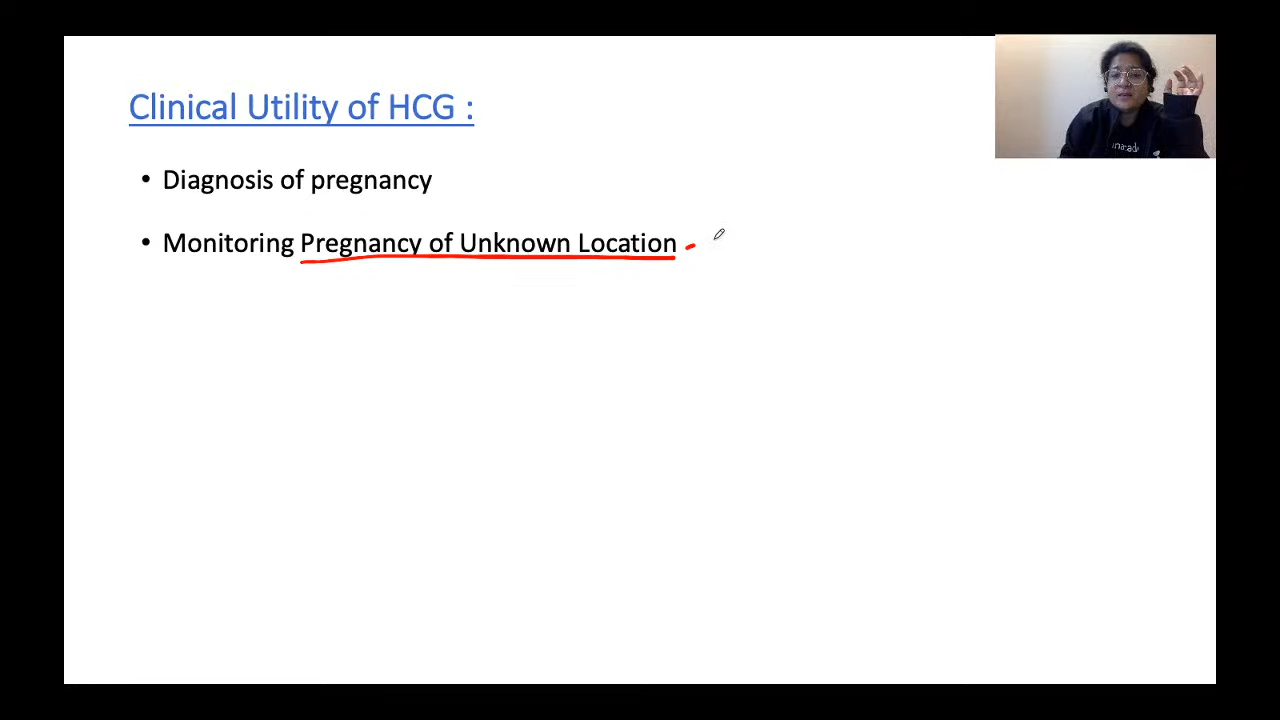 Clinical Utility of HCG :
• Diagnosis of pregnancy
• Monitoring Pregnancy of Unknown Location -